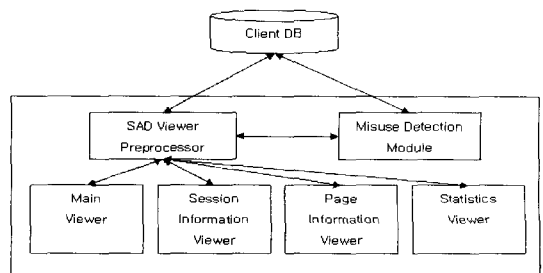 Client DB
SAD Viewer
Preprocessor
Misuse Detection
Module
Main
Viewer
Session
Information
Viewer
Page
Information
Viewer
Statistics
Viewer